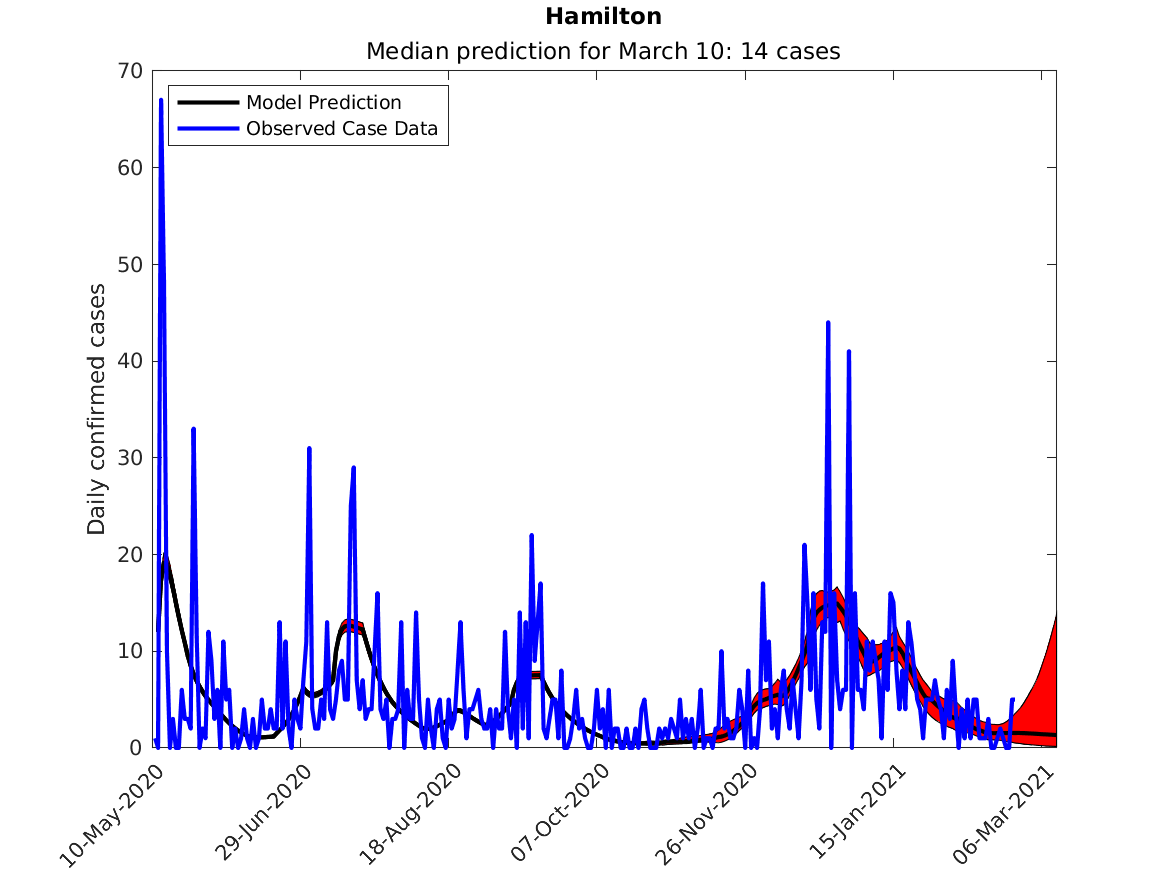 Hamilton
Median prediction for March 10: 14 cases
Model Prediction
Observed Case Data
Daily confirmed cases
70
60
50
40
30
20
10
0
10-May-2020
29-Jun-2020
18-Aug-2020
07-Oct-2020
26-Nov-2020
15-Jan-2021
06-Mar-2021